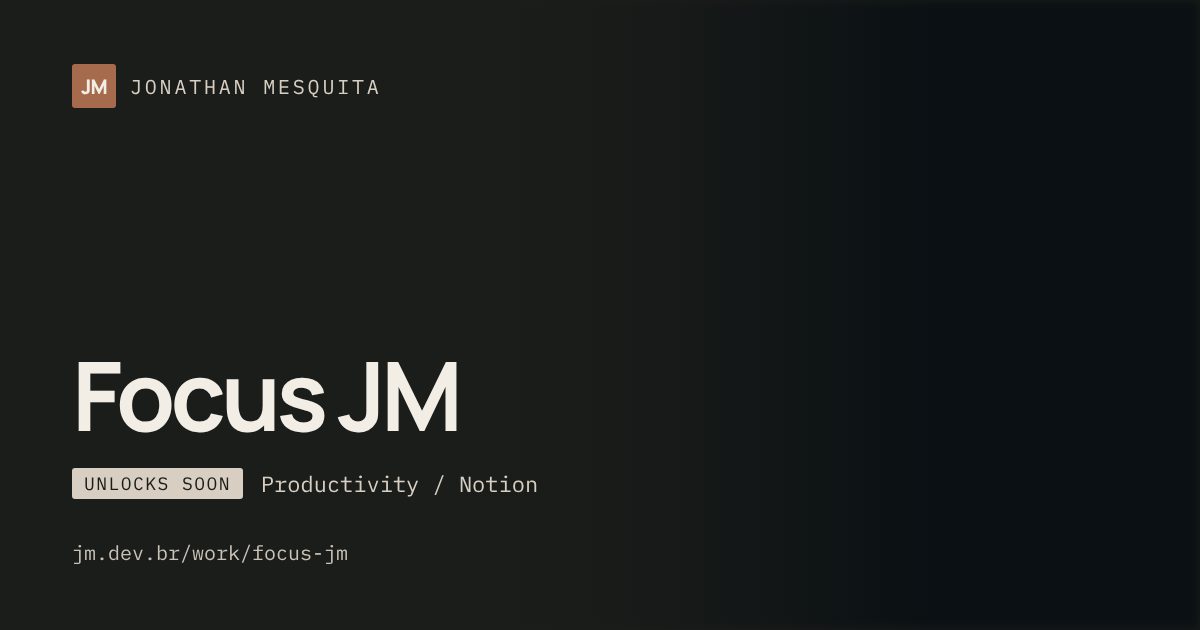 JM JONATHAN MESQUITA
Focus JM
UNLOCKS SOON Productivity / Notion
jm.dev.br/work/focus-jm